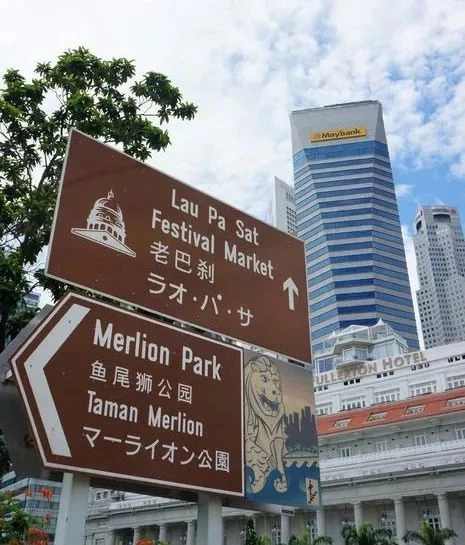 Maybank
Lau Pa Sat
Festival Market
老巴刹
ラオ・パ・サ
Merlion Park
鱼尾狮公园
Taman Merlion
マーライオン公園
FULLERTON HOTEL